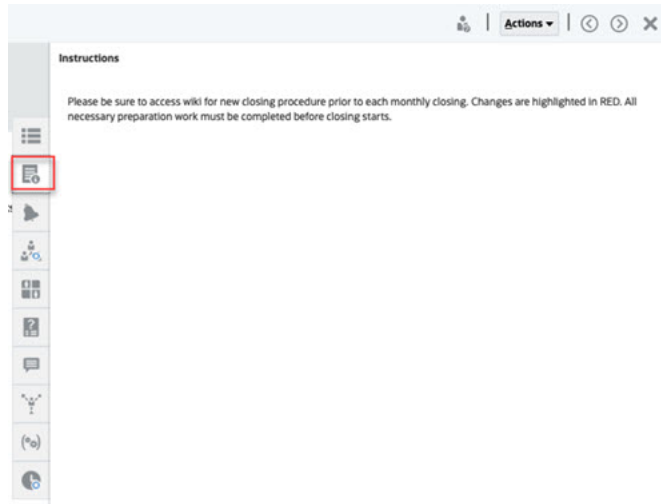 Actions
Instructions
Please be sure to access wiki for new closing procedure prior to each monthly closing. Changes are highlighted in RED. All
necessary preparation work must be completed before closing starts.